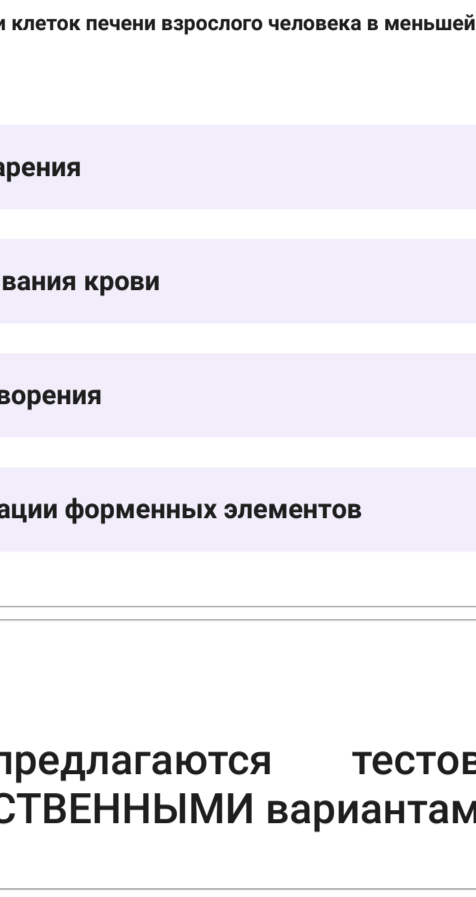 и клеток печени взрослого человека в меньшей
арения
вания крови
ворения
ации форменных элементов
предлагаются тестов
СТВЕННЫМИ вариантам